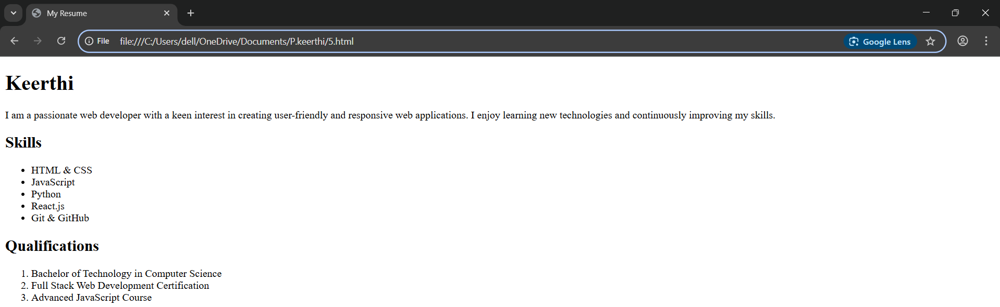 My Resume
File file:///C:/Users/dell/OneDrive/Documents/P.keerthi/5.html Google Lens
Keerthi
I am a passionate web developer with a keen interest in creating user-friendly and responsive web applications. I enjoy learning new technologies and continuously improving my skills.
Skills
• HTML & CSS
• JavaScript
• Python
• React.js
• Git & GitHub
Qualifications
1. Bachelor of Technology in Computer Science
2. Full Stack Web Development Certification
3. Advanced JavaScript Course